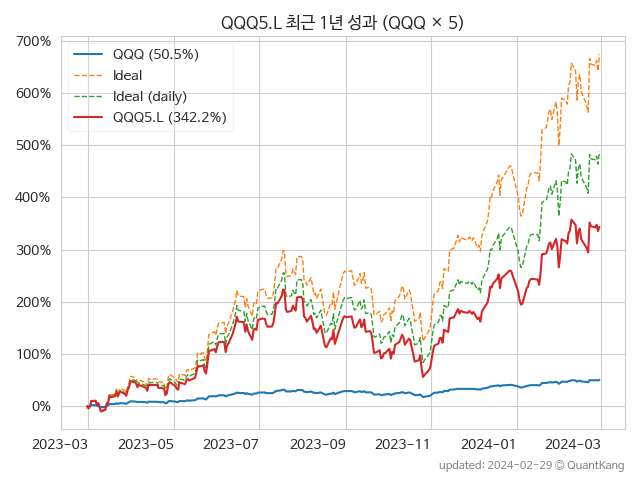 QQQ5.L 최근 1년 성과 (QQQ × 5)
700%
600%
500%
400%
300%
200%
100%
0%
QQQ (50.5%)
Ideal
Ideal (daily)
QQQ5.L (342.2%)
2023-03
2023-05
2023-07
2023-09
2023-11
2024-01
2024-03
updated: 2024-02-29 © QuantKang